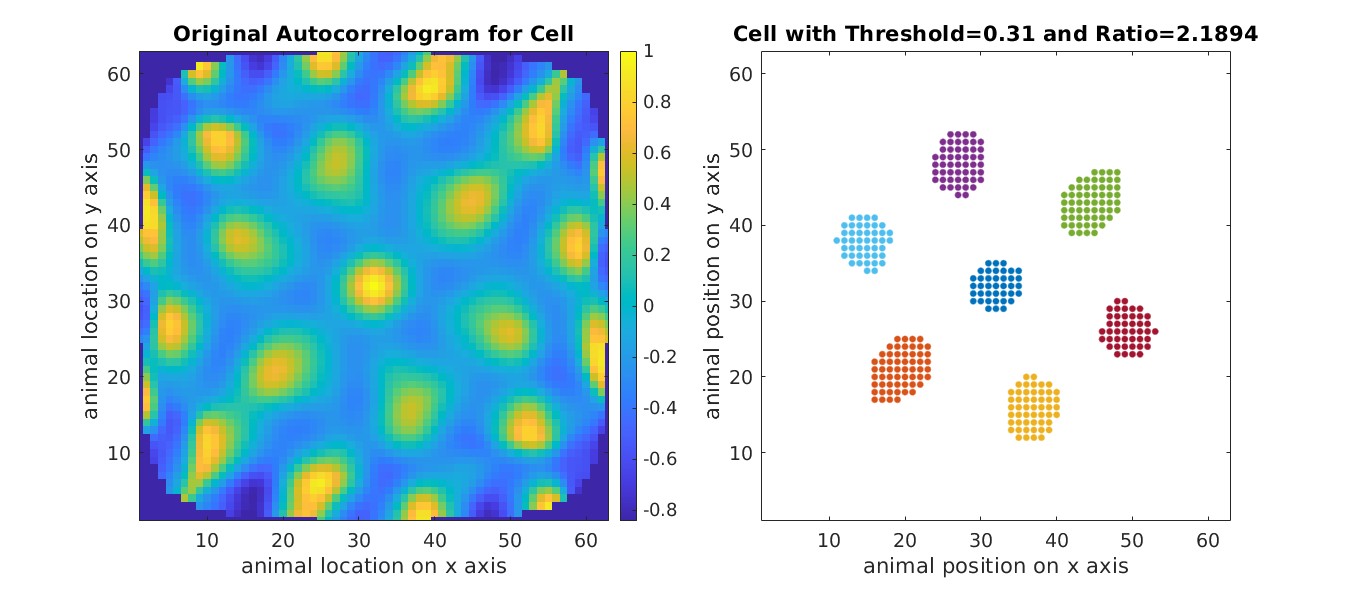 Original Autocorrelogram for Cell
animal location on y axis
60
50
40
30
20
10
10 20 30 40 50 60
animal location on x axis
1
0.8
0.6
0.4
0.2
0
-0.2
-0.4
-0.6
-0.8
Cell with Threshold=0.31 and Ratio=2.1894
animal position on y axis
60
50
40
30
20
10
10 20 30 40 50 60
animal position on x axis